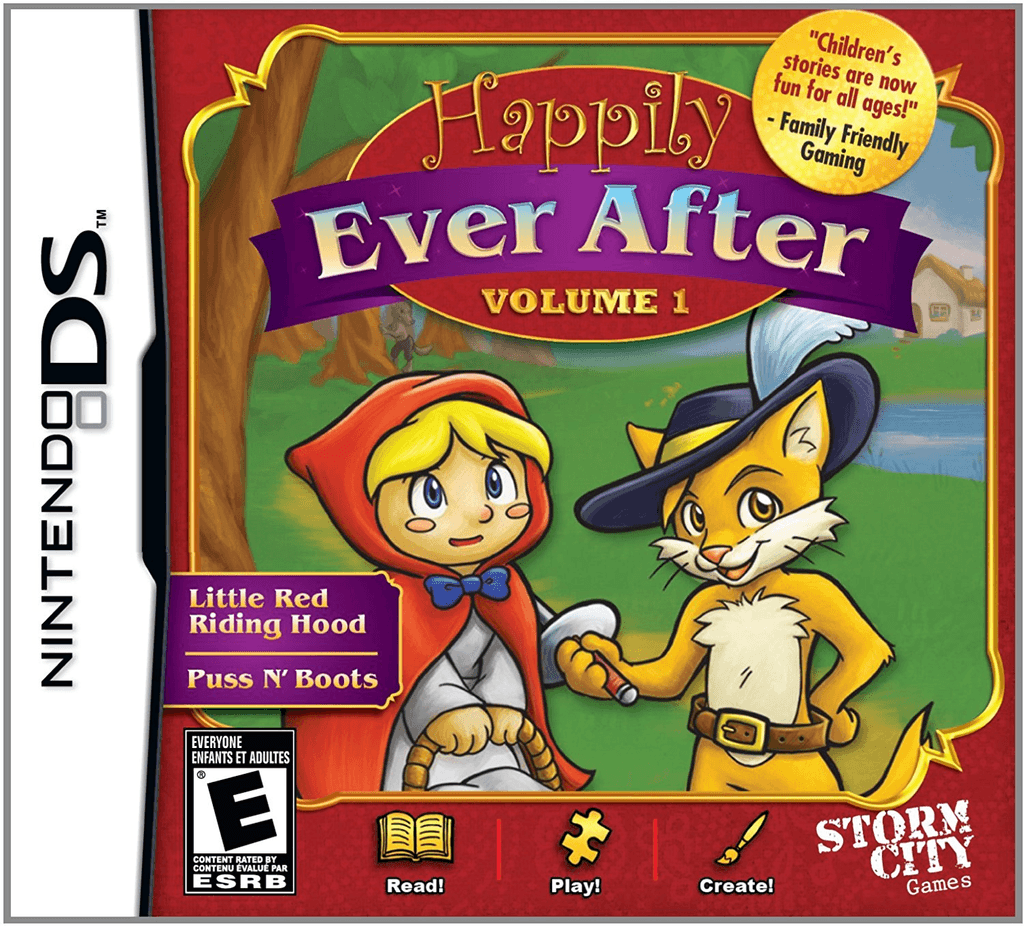 NINTENDO DS™
"Children's
stories are now
fun for all ages!"
- Family Friendly
Gaming
Happily
Ever After
VOLUME 1
Little Red
Riding Hood
Puss N' Boots
EVERYONE
ENFANTS ET ADULTES
®
E
CONTENT RATED BY
CONTENU ÉVALUÉ PAR
ESRB
Read!
Play!
Create!
STORM
CITY
Games